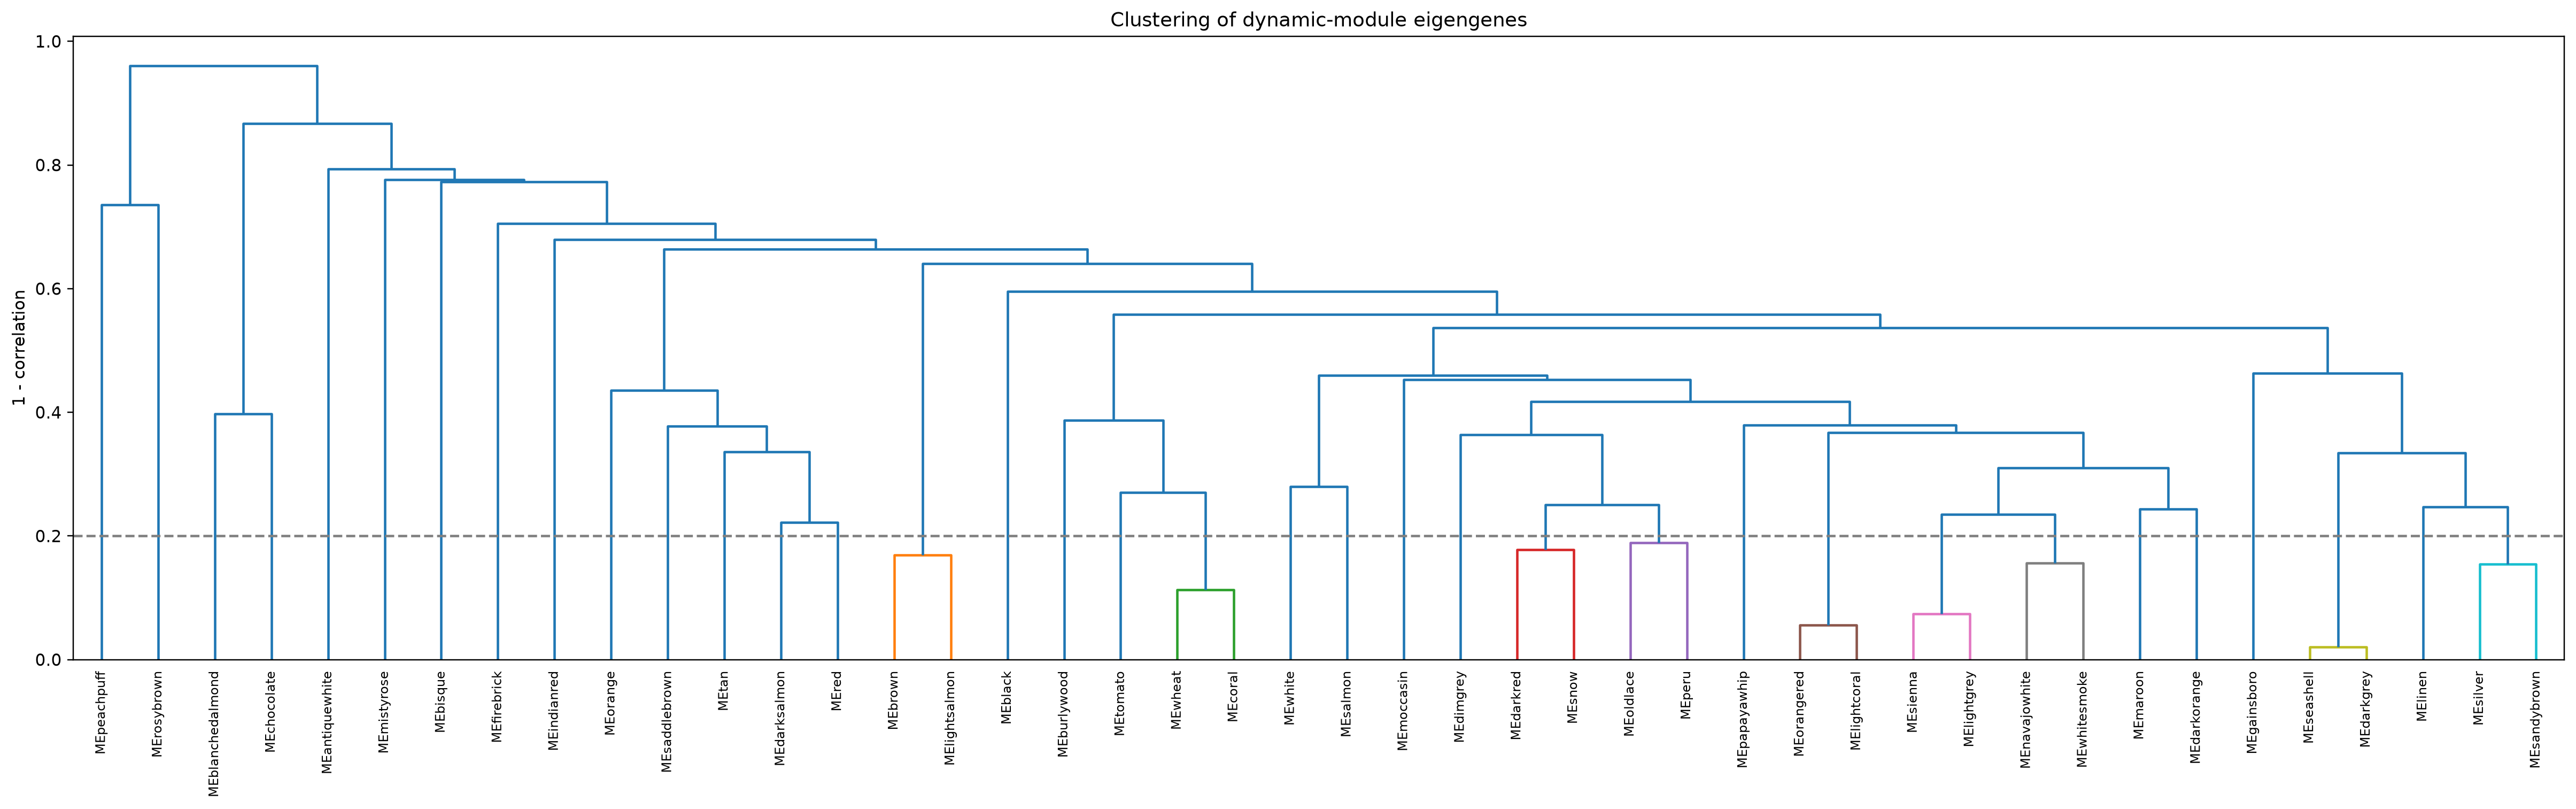 Clustering of dynamic-module eigengenes
1 - correlation
1.0
0.8
0.6
0.4
0.2
0.0
MEpeachpuff
MErosybrown
MEblanchedalmond
MEchocolate
MEantiquewhite
MEmistyrose
MEbisque
MEfirebrick
MEindianred
MEorange
MEsaddlebrown
MEtan
MEdarksalmon
MEred
MEbrown
MElightsalmon
MEblack
MEburlywood
MEtomato
MEwheat
MEcoral
MEwhite
MEsalmon
MEmoccasin
MEdimgrey
MEdarkred
MEsnow
MEoldlace
MEperu
MEpapayawhip
MEorangered
MElightcoral
MEsienna
MElightgrey
MEnavajowhite
MEwhitesmoke
MEmaroon
MEdarkorange
MEgainsboro
MEseashell
MEdarkgrey
MElinen
MEsilver
MEsandybrown